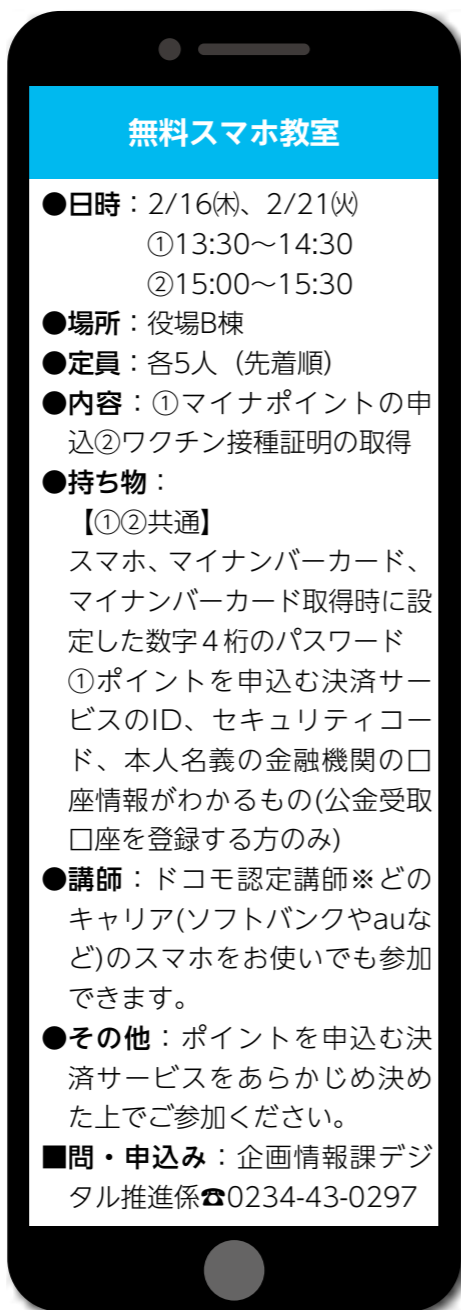 無料スマホ教室
●日時：2/16㈭、2/21㈫
①13:30～14:30
②15:00～15:30
●場所：役場B棟
●定員：各5人（先着順）
●内容：①マイナポイントの申
込②ワクチン接種証明の取得
●持ち物：
【①②共通】
スマホ、マイナンバーカード、
マイナンバーカード取得時に設
定した数字４桁のパスワード
①ポイントを申込む決済サー
ビスのID、セキュリティコー
ド、本人名義の金融機関の口
座情報がわかるもの(公金受取
口座を登録する方のみ)
●講師：ドコモ認定講師※どの
キャリア(ソフトバンクやauな
ど)のスマホをお使いでも参加
できます。
●その他：ポイントを申込む決
済サービスをあらかじめ決め
た上でご参加ください。
■問・申込み：企画情報課デジ
タル推進係☎0234-43-0297